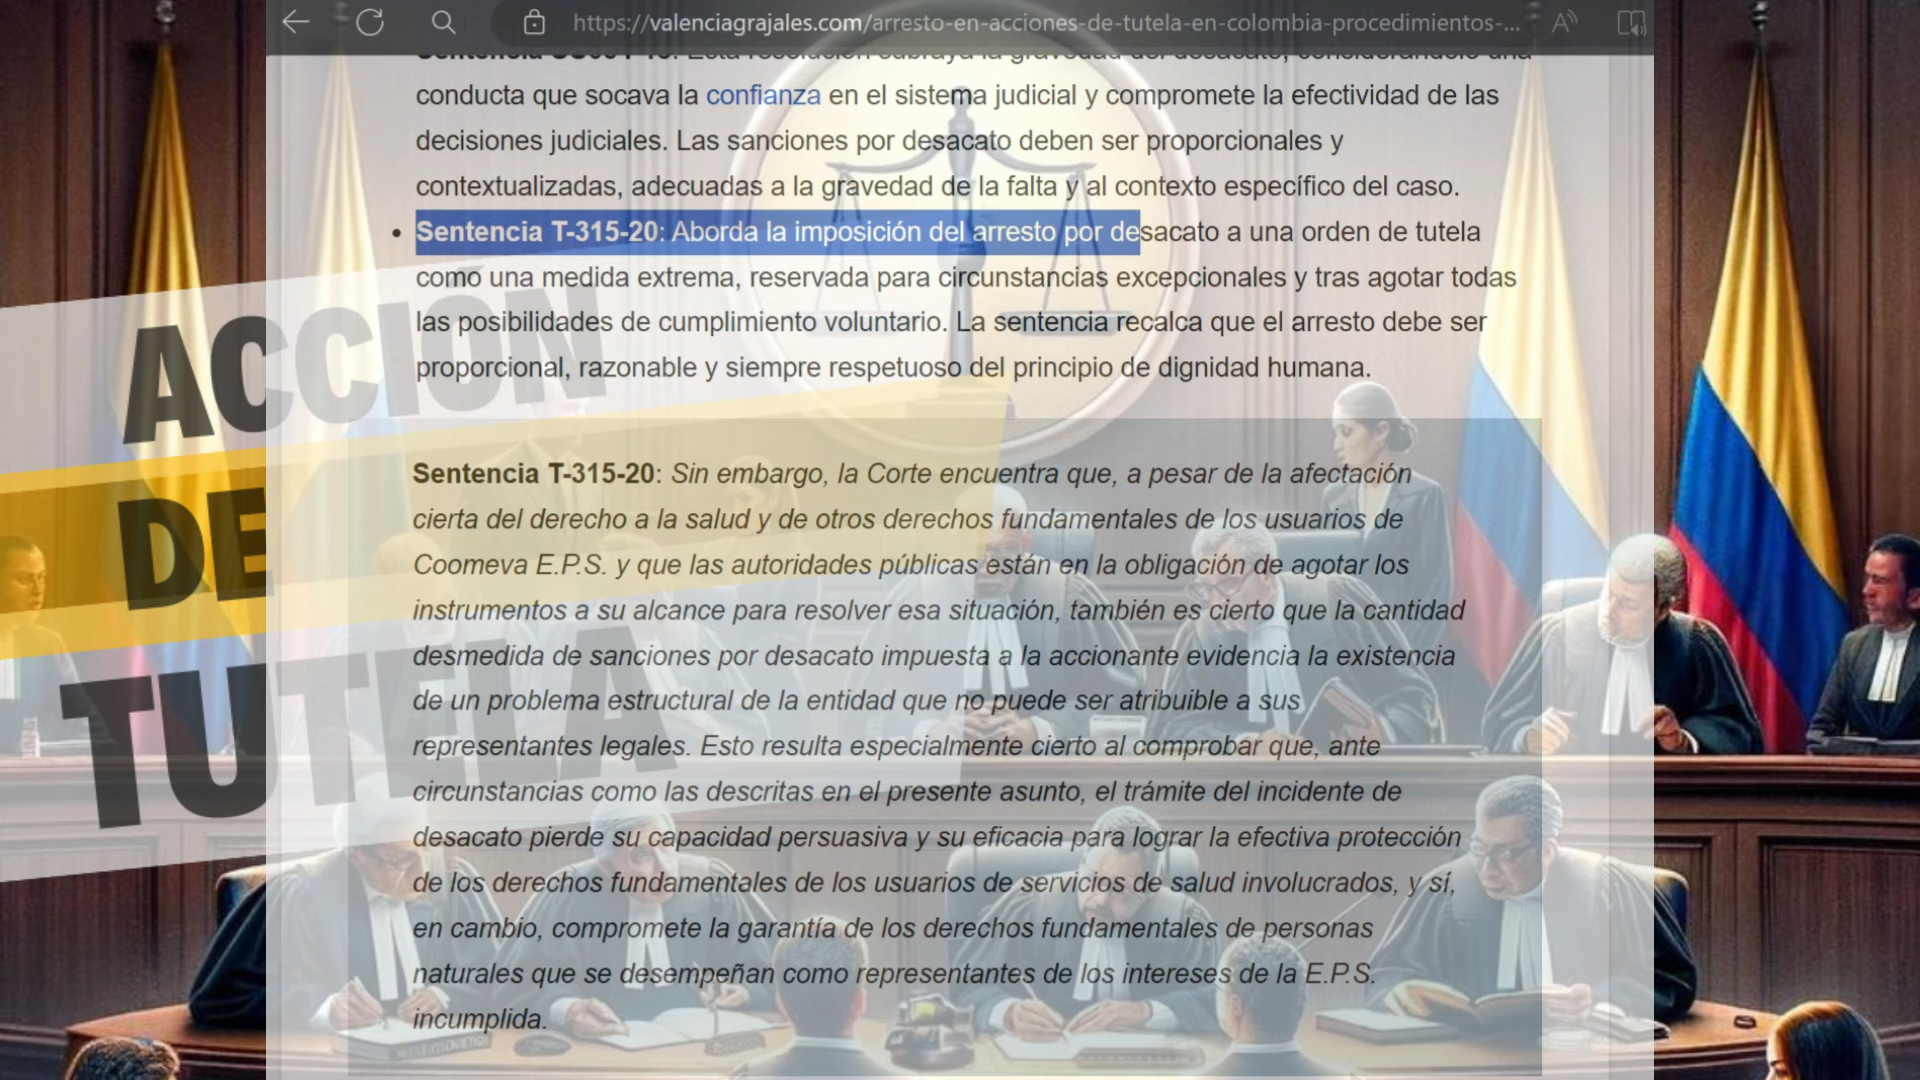 https://valenciagrajales.com/arresto-en-acciones-de-tutela-en-colombia-procedimientos-...
conducta que socava la confianza en el sistema judicial y compromete la efectividad de las
decisiones judiciales. Las sanciones por desacato deben ser proporcionales y
contextualizadas, adecuadas a la gravedad de la falta y al contexto específico del caso.
• Sentencia T-315-20: Aborda la imposición del arresto por desacato a una orden de tutela
como una medida extrema, reservada para circunstancias excepcionales y tras agotar todas
las posibilidades de cumplimiento voluntario. La sentencia recalca que el arresto debe ser
proporcional, razonable y siempre respetuoso del principio de dignidad humana.
ACCIÓN
DE
TUTELA
Sentencia T-315-20: Sin embargo, la Corte encuentra que, a pesar de la afectación
cierta del derecho a la salud y de otros derechos fundamentales de los usuarios de
Coomeva E.P.S. y que las autoridades públicas están en la obligación de agotar los
instrumentos a su alcance para resolver esa situación, también es cierto que la cantidad
desmedida de sanciones por desacato impuesta a la accionante evidencia la existencia
de un problema estructural de la entidad que no puede ser atribuible a sus
representantes legales. Esto resulta especialmente cierto al comprobar que, ante
circunstancias como las descritas en el presente asunto, el trámite del incidente de
desacato pierde su capacidad persuasiva y su eficacia para lograr la efectiva protección
de los derechos fundamentales de los usuarios de servicios de salud involucrados, y sí,
en cambio, compromete la garantía de los derechos fundamentales de personas
naturales que se desempeñan como representantes de los intereses de la E.P.S.
incumplida.